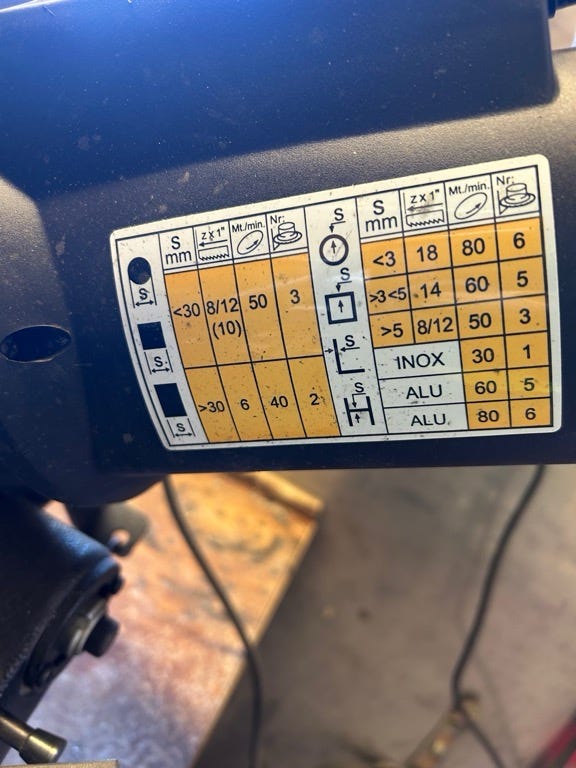 S mm z x 1" Mt./min. Nr:
S <30 8/12 (10) 50 3
S
S >30 6 40 2
S S mm z x 1" Mt./min. Nr:
<3 18 80 6
S >3<5 14 60 5
S >5 8/12 50 3
INOX 30 1
S ALU 60 5
ALU 80 6